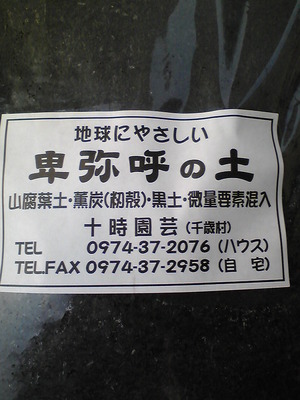 地球にやさしい
卑弥呼の土
山腐葉土・薫炭(籾殻)・黒土・微量要素混入
十時園芸(千歳村)
TEL 0974-37-2076(ハウス)
TELFAX 0974-37-2958(自 宅)